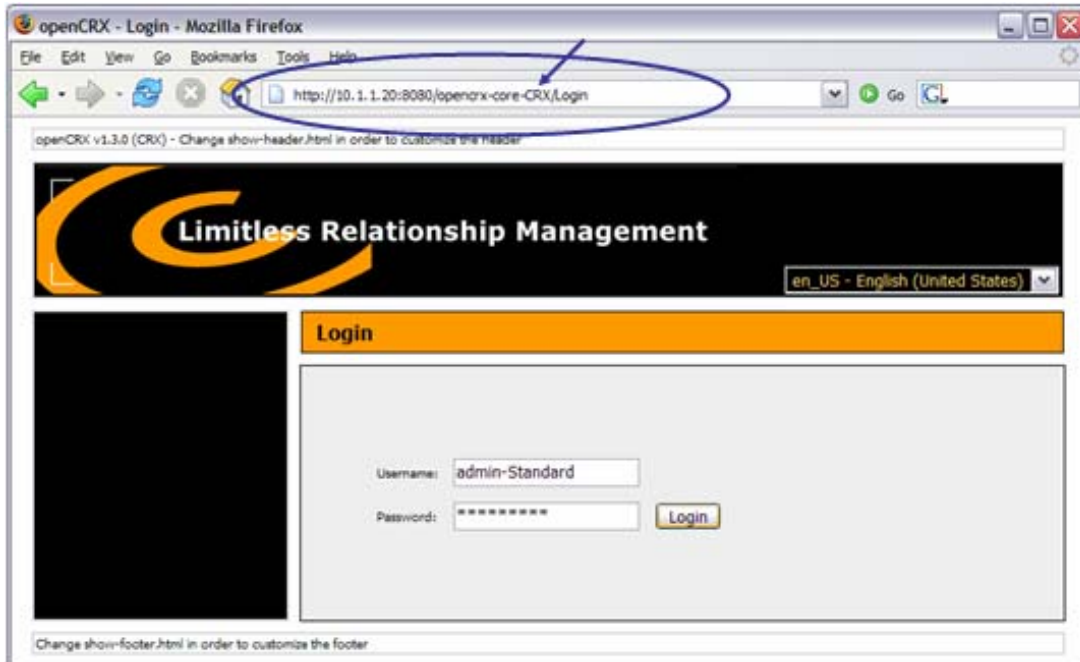 openCRX - Login - Mozilla Firefox
File Edit View Go Bookmarks Tools Help
http://10.1.1.20:8080/opencrx-core-CRX/Login
Go
openCRX v1.3.0 (CRX) - Change show-header.html in order to customize the header
Limitless Relationship Management
en_US - English (United States)
Login
Username: admin-Standard
Password: ********* Login
Change show-footer.html in order to customize the footer